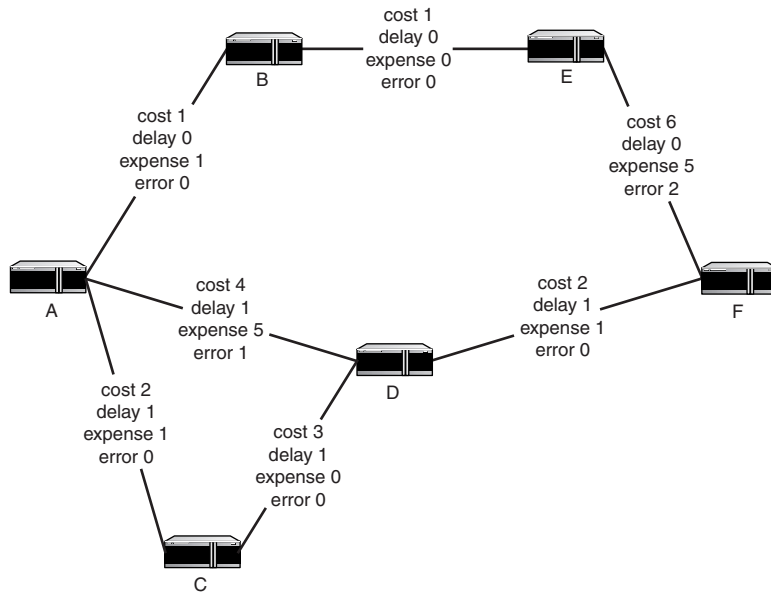 cost 1
delay 0
expense 0
error 0
B
E
cost 1
delay 0
expense 1
error 0
cost 6
delay 0
expense 5
error 2
A
cost 4
delay 1
expense 5
error 1
cost 2
delay 1
expense 1
error 0
F
D
cost 2
delay 1
expense 1
error 0
cost 3
delay 1
expense 0
error 0
C